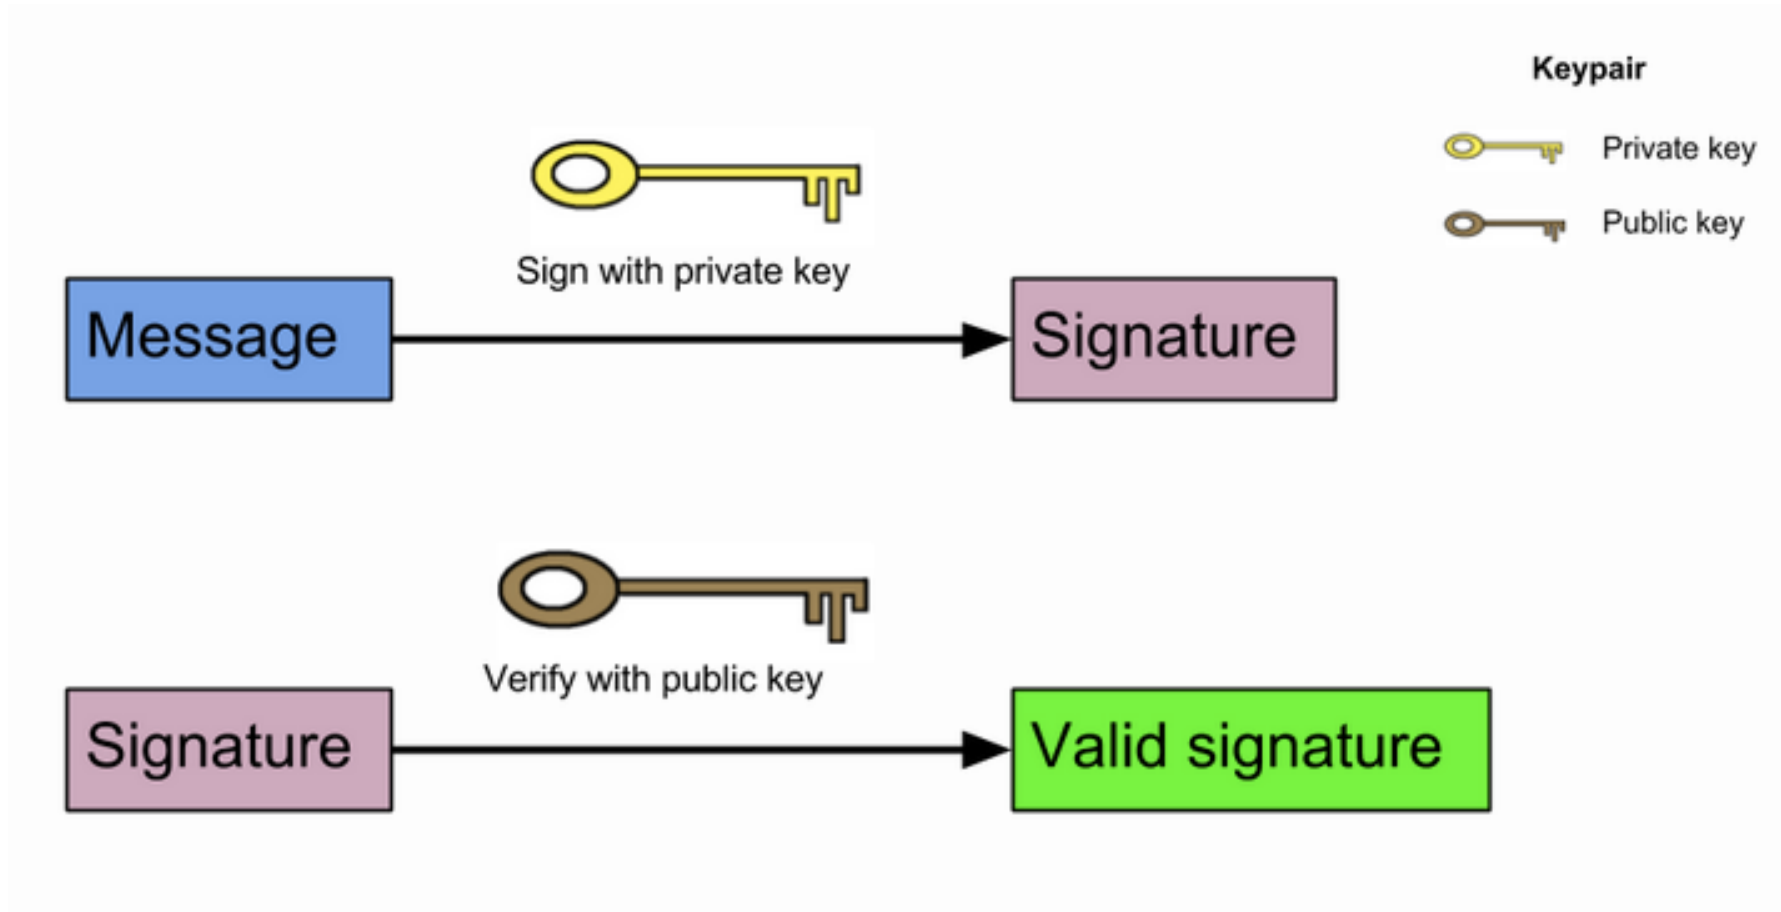 Keypair
Private key
Public key
Sign with private key
Message
Signature
Verify with public key
Signature
Valid signature